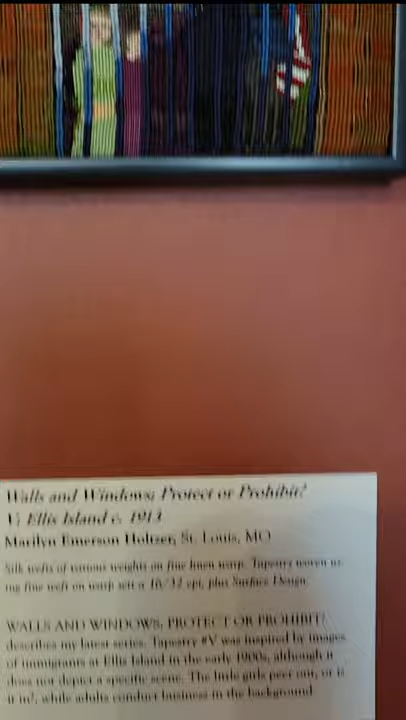 Walls and Windows: Protect or Prohibit?
V: Ellis Island c. 1913
Marilyn Emerson Holtzer, St. Louis, MO
Silk wefts of various weights on fine linen warp. Tapestry woven us-
ing fine weft on warp sett a 16/32 epi, plus Surface Design.
WALLS AND WINDOWS, PROTECT OR PROHIBIT?
describes my latest series. Tapestry #V was inspired by images
of immigrants at Ellis Island in the early 1900s, although it
does not depict a specific scene. The little girls peer out, or is
it in?, while adults conduct business in the background